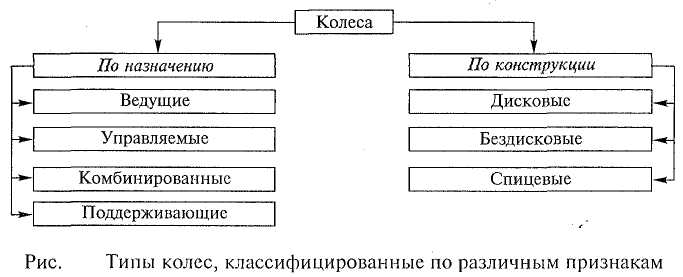 Колеса
По назначению
Ведущие
Управляемые
Комбинированные
Поддерживающие
По конструкции
Дисковые
Бездисковые
Спицевые
Рис. Типы колес, классифицированные по различным признакам